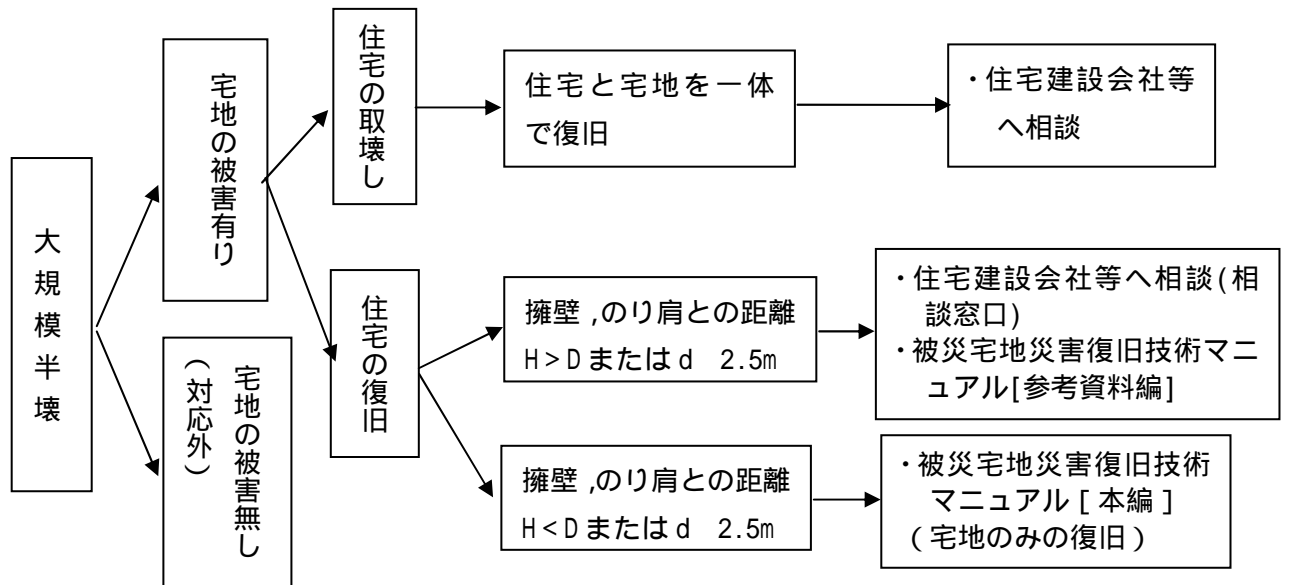 大規模半壊
宅地の被害有り
宅地の被害無し
(対応外)
住宅の取壊し
住宅の復旧
住宅と宅地を一体
で復旧
・住宅建設会社等
へ相談
擁壁,のり肩との距離
H>Dまたはd 2.5m
・住宅建設会社等へ相談(相
談窓口)
・被災宅地災害復旧技術マニ
ュアル[参考資料編]
擁壁,のり肩との距離
H<Dまたはd 2.5m
・被災宅地災害復旧技術
マニュアル[本編]
(宅地のみの復旧)